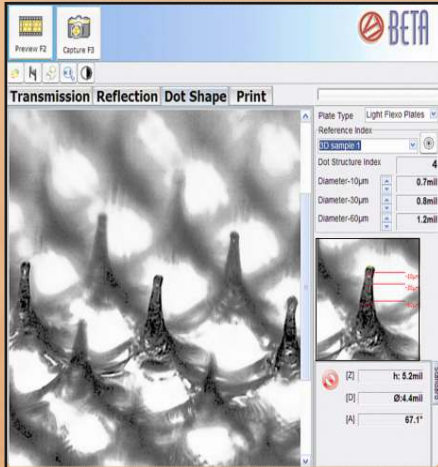 BETA
Preview F2 Capture F3
Transmission Reflection Dot Shape Print
Plate Type Light Flexo Plates
Reference Index
3D sample 1
Dot Structure Index 4
Diameter-10µm 0.7mil
Diameter-30µm 0.8mil
Diameter-60µm 1.2mil
[Z] h: 5.2mil
[D] Ø:4.4mil
[A] 67.1°